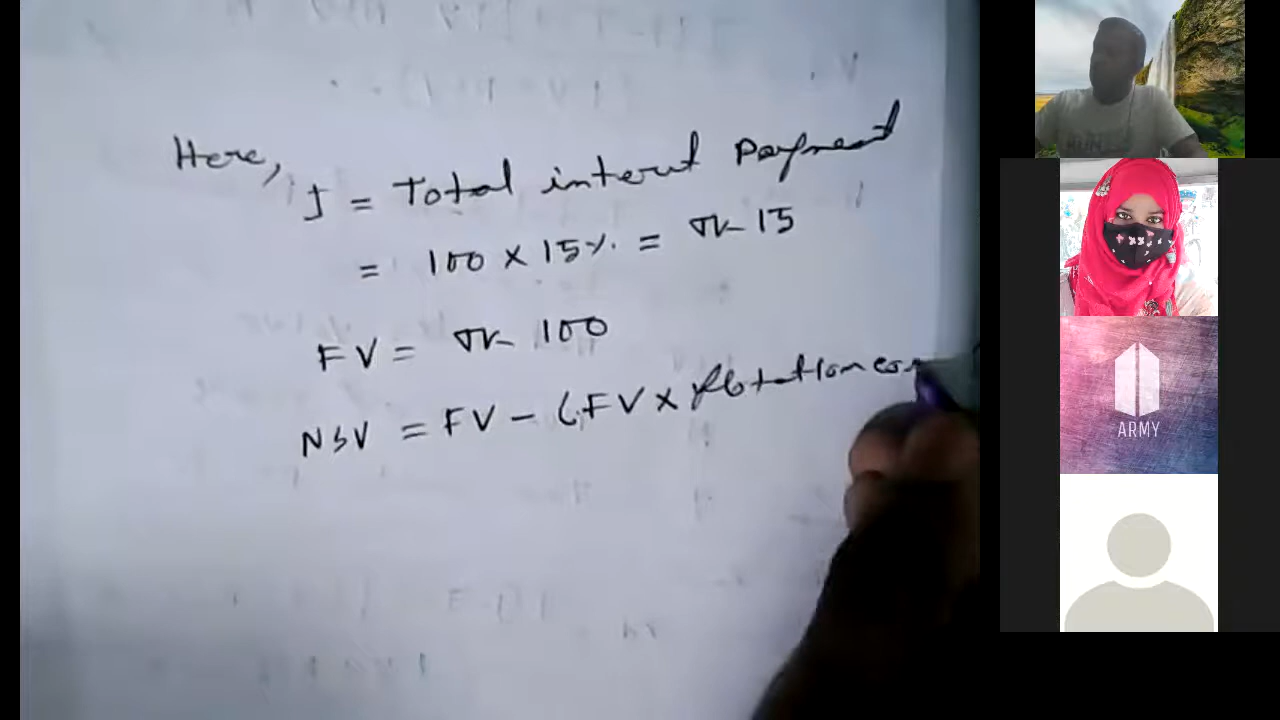 Here,
I = Total interest Payment
= 100 × 15% = Tk 15
FV = Tk 100
NSV = FV - (FV × flotation cos
ARMY